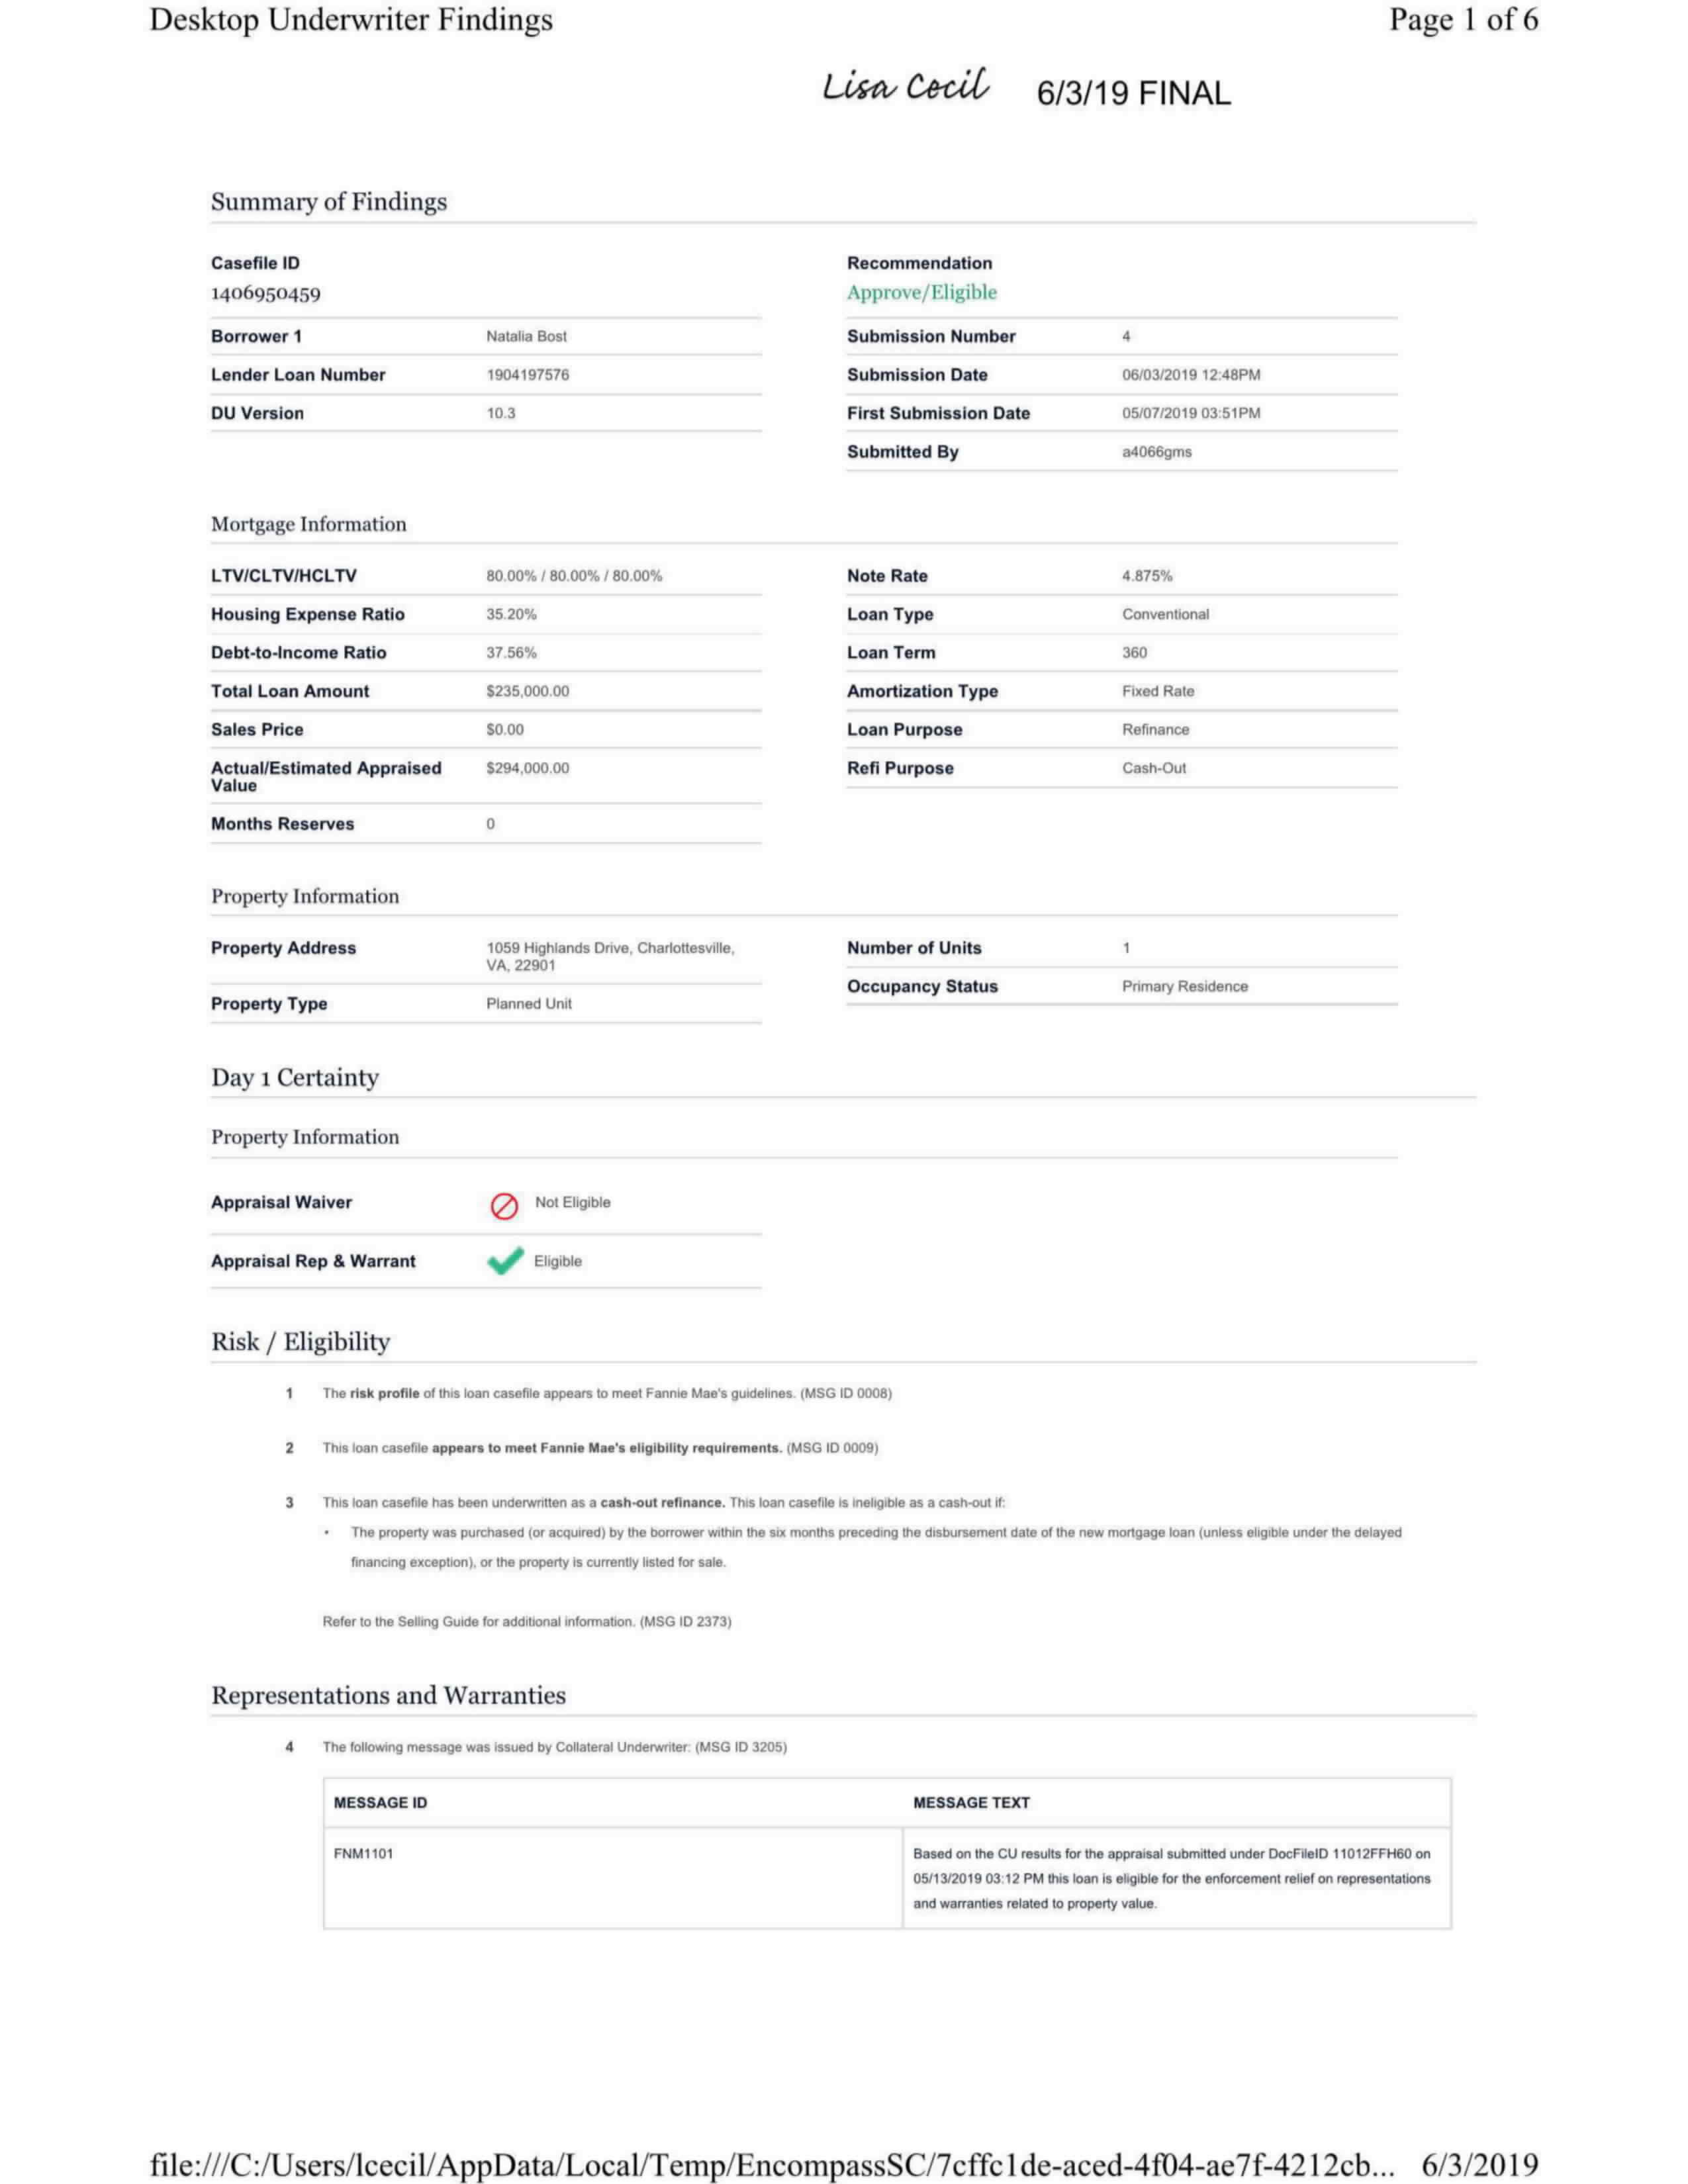 Desktop Underwriter Findings Page 1 of 6
Lisa Cecil 6/3/19 FINAL
Summary of Findings
Casefile ID Recommendation
1406950459 Approve/Eligible
Borrower 1 Natalia Bost Submission Number 4
Lender Loan Number 1904197576 Submission Date 06/03/2019 12:48PM
DU Version 10.3 First Submission Date 05/07/2019 03:51PM
Submitted By a4066gms
Mortgage Information
LTV/CLTV/HCLTV 80.00% / 80.00% / 80.00% Note Rate 4.875%
Housing Expense Ratio 35.20% Loan Type Conventional
Debt-to-Income Ratio 37.56% Loan Term 360
Total Loan Amount $235,000.00 Amortization Type Fixed Rate
Sales Price $0.00 Loan Purpose Refinance
Actual/Estimated Appraised $294,000.00 Refi Purpose Cash-Out
Value
Months Reserves 0
Property Information
Property Address 1059 Highlands Drive, Charlottesville, Number of Units 1
VA, 22901
Occupancy Status Primary Residence
Property Type Planned Unit
Day 1 Certainty
Property Information
Appraisal Waiver Not Eligible
Appraisal Rep & Warrant Eligible
Risk / Eligibility
1 The risk profile of this loan casefile appears to meet Fannie Mae's guidelines. (MSG ID 0008)
2 This loan casefile appears to meet Fannie Mae's eligibility requirements. (MSG ID 0009)
3 This loan casefile has been underwritten as a cash-out refinance. This loan casefile is ineligible as a cash-out if:
• The property was purchased (or acquired) by the borrower within the six months preceding the disbursement date of the new mortgage loan (unless eligible under the delayed
financing exception), or the property is currently listed for sale.
Refer to the Selling Guide for additional information. (MSG ID 2373)
Representations and Warranties
4 The following message was issued by Collateral Underwriter: (MSG ID 3205)
MESSAGE ID MESSAGE TEXT
FNM1101 Based on the CU results for the appraisal submitted under DocFileID 11012FFH60 on
05/13/2019 03:12 PM this loan is eligible for the enforcement relief on representations
and warranties related to property value.
file:///C:/Users/lcecil/AppData/Local/Temp/EncompassSC/7cffc1de-aced-4f04-ae7f-4212cb... 6/3/2019